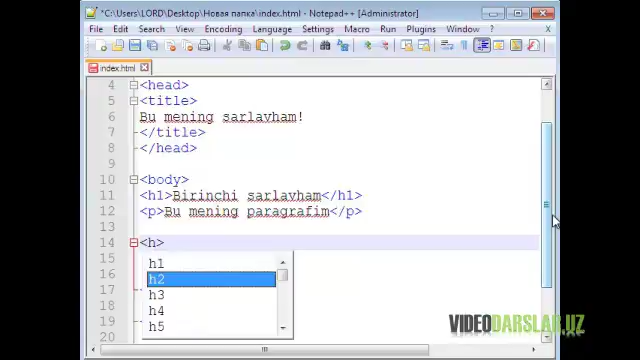 *C:\Users\LORD\Desktop\Новая папка\index.html - Notepad++ [Administrator]
File Edit Search View Encoding Language Settings Macro Run Plugins Window ? X
index.html
4 <head>
5 <title>
6 Bu mening sarlavham!
7 </title>
8 </head>
9
10 <body>
11 <h1>Birinchi sarlavham</h1>
12 <p>Bu mening paragrafim</p>
13
14 <h>
15 h1
16 h2
17 h3
18 h4
19 h5
20
VIDEODARSLAR.UZ